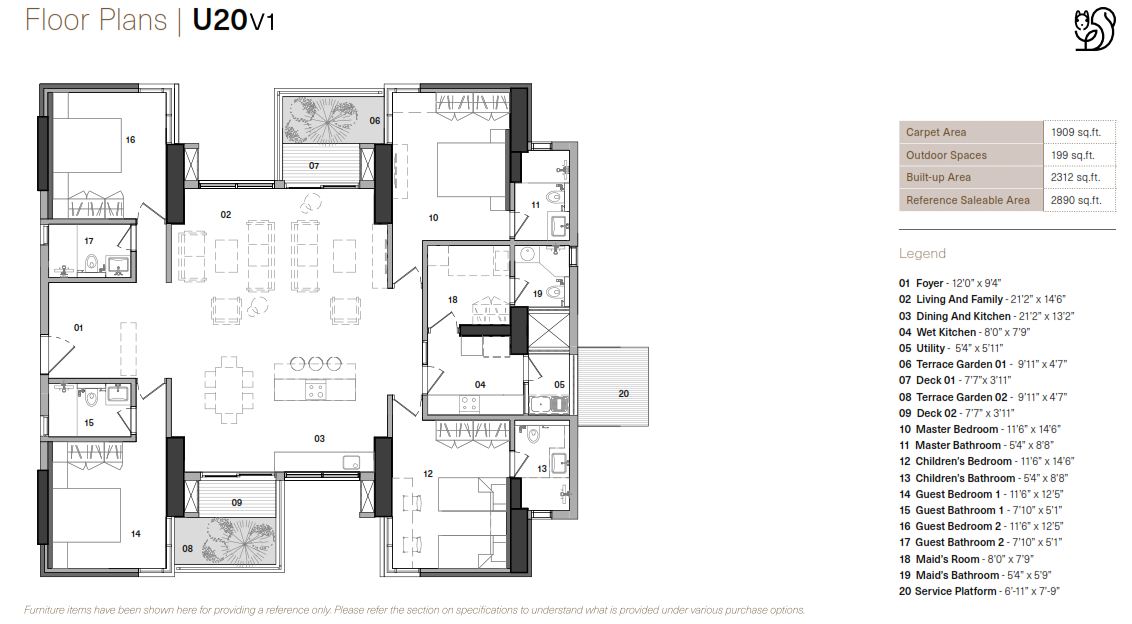 Floor Plans | U20V1
Carpet Area 1909 sq.ft.
Outdoor Spaces 199 sq.ft.
Built-up Area 2312 sq.ft.
Reference Saleable Area 2890 sq.ft.
Legend
01 Foyer - 12'0" x 9'4"
02 Living And Family - 21'2" x 14'6"
03 Dining And Kitchen - 21'2" x 13'2"
04 Wet Kitchen - 8'0" x 7'9"
05 Utility - 5'4" x 5'11"
06 Terrace Garden 01 - 9'11" x 4'7"
07 Deck 01 - 7'7"x 3'11"
08 Terrace Garden 02 - 9'11" x 4'7"
09 Deck 02 - 7'7" x 3'11"
10 Master Bedroom - 11'6" x 14'6"
11 Master Bathroom - 5'4" x 8'8"
12 Children's Bedroom - 11'6" x 14'6"
13 Children's Bathroom - 5'4" x 8'8"
14 Guest Bedroom 1 - 11'6" x 12'5"
15 Guest Bathroom 1 - 7'10" x 5'1"
16 Guest Bedroom 2 - 11'6" x 12'5"
17 Guest Bathroom 2 - 7'10" x 5'1"
18 Maid's Room - 8'0" x 7'9"
19 Maid's Bathroom - 5'4" x 5'9"
20 Service Platform - 6'-11" x 7'-9"
06
16
07
11
02
10
17
19
18
01
04
05
20
15
03
12
13
09
14
08
Furniture items have been shown here for providing a reference only. Please refer the section on specifications to understand what is provided under various purchase options.